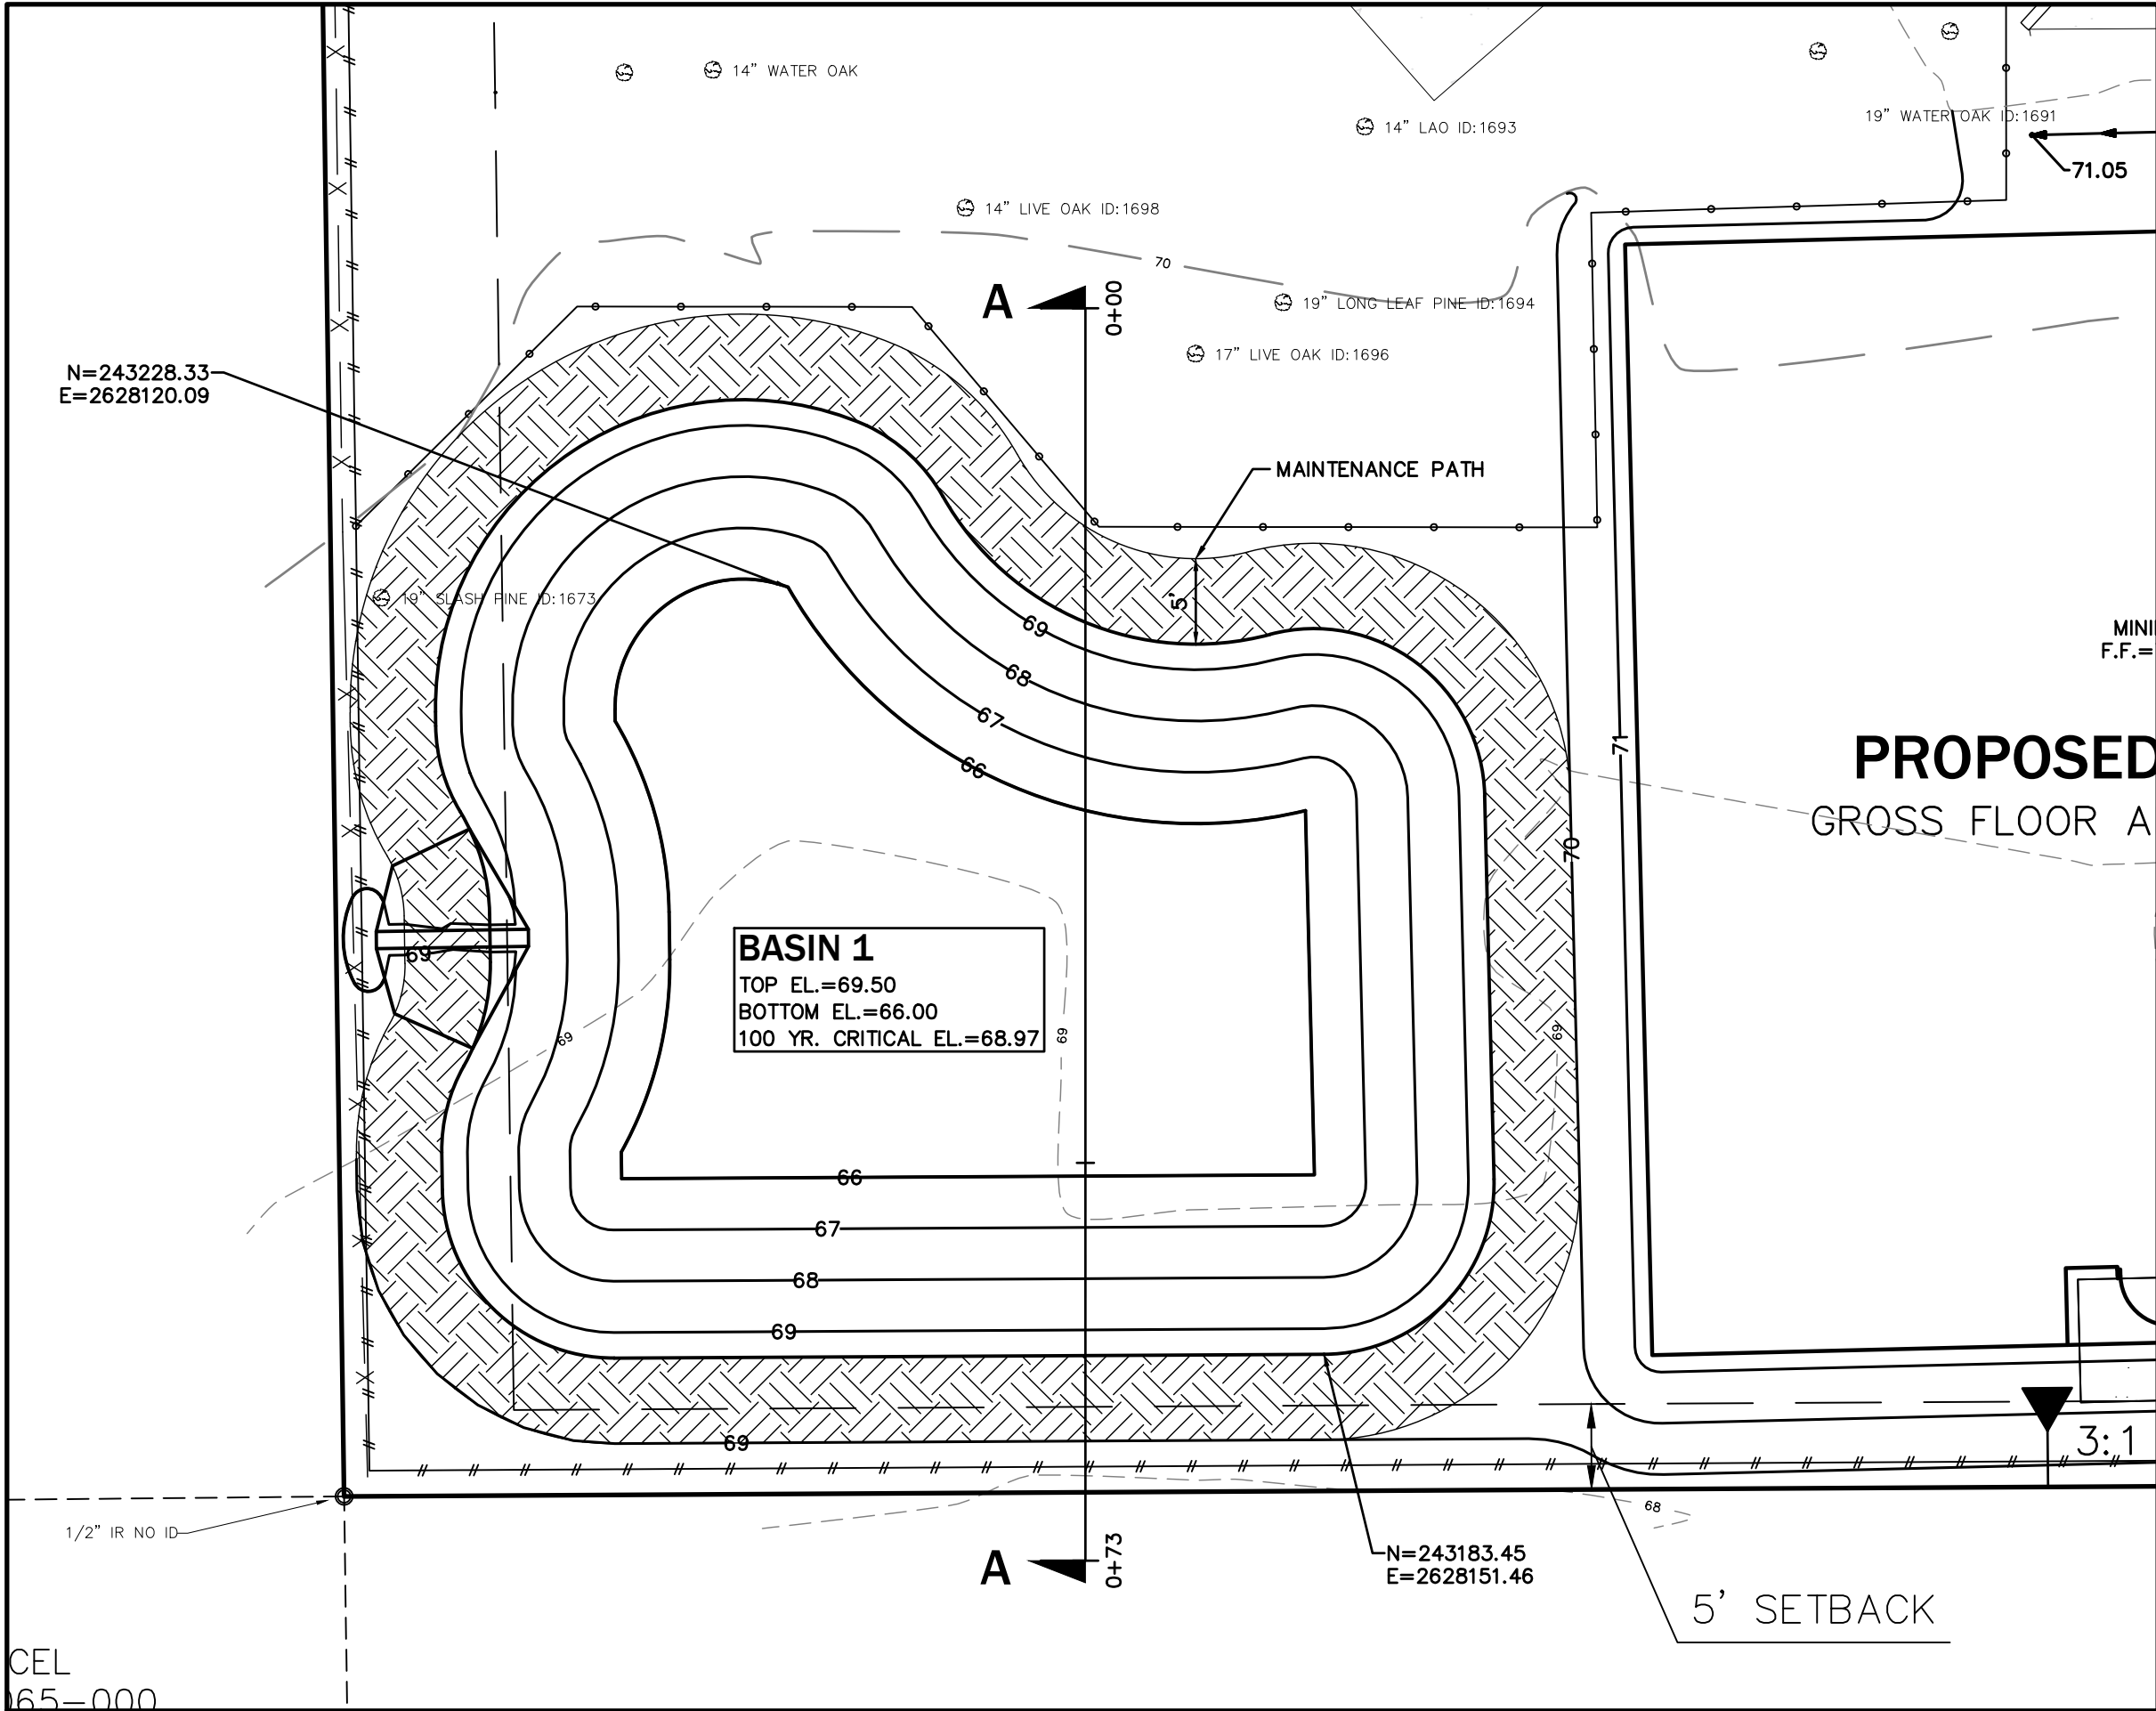 14" WATER OAK
14" LAO ID:1693
19" WATER OAK ID:1691
71.05
14" LIVE OAK ID:1698
70
A
0+00
19" LONG LEAF PINE ID:1694
17" LIVE OAK ID:1696
N=243228.33
E=2628120.09
MAINTENANCE PATH
5'
19" SLASH PINE ID:1673
69
68
67
66
MINI
F.F.=
71
PROPOSED
GROSS FLOOR A
70
BASIN 1
TOP EL.=69.50
BOTTOM EL.=66.00
100 YR. CRITICAL EL.=68.97
69
69
69
69
66
67
68
69
69
3:1
68
1/2" IR NO ID
A
0+73
N=243183.45
E=2628151.46
5' SETBACK
CEL
065-000